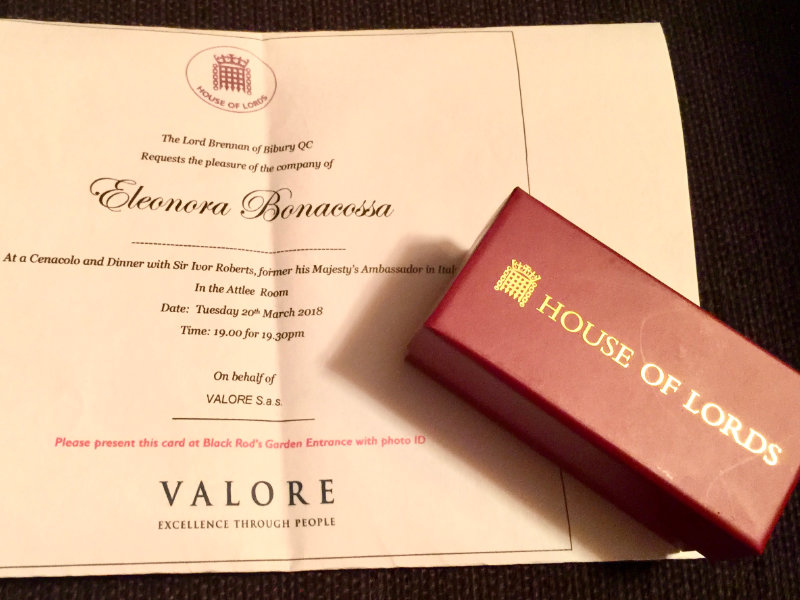 HOUSE OF LORDS
The Lord Brennan of Bibury QC
Requests the pleasure of the company of
Eleonora Bonacossa
At a Cenacolo and Dinner with Sir Ivor Roberts, former his Majesty's Ambassador in Ital
In the Attlee Room
Date: Tuesday 20th March 2018
Time: 19.00 for 19.30pm
On behalf of
VALORE S.a.s.
Please present this card at Black Rod's Garden Entrance with photo ID
VALORE
EXCELLENCE THROUGH PEOPLE
HOUSE OF LORDS